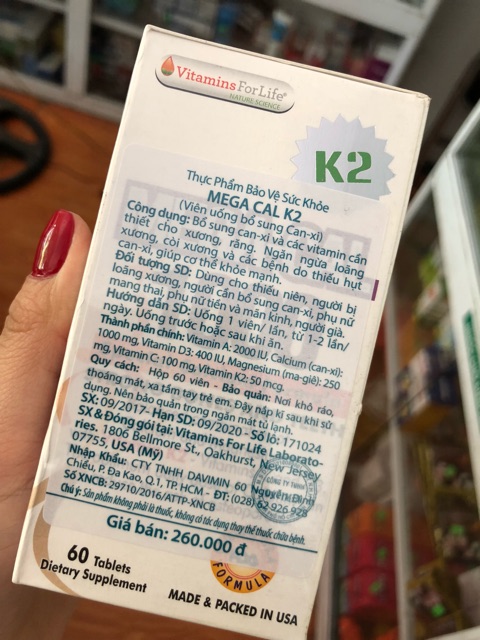 VitaminsForLife®
NATURE SCIENCE
K2
Thực Phẩm Bảo Vệ Sức Khỏe
MEGA CAL K2
(Viên uống bổ sung Can-xi)
Công dụng: Bổ sung can-xi và các vitamin cần
thiết cho xương, răng. Ngăn ngừa loãng
xương, còi xương và các bệnh do thiếu hụt
can-xi, giúp cơ thể khỏe mạnh.
Đối tượng SD: Dùng cho thiếu niên, người bị
loãng xương, người cần bổ sung can-xi, phụ nữ
mang thai, phụ nữ tiền và mãn kinh, người già.
Hướng dẫn SD: Uống 1 viên/ lần, từ 1-2 lần/
ngày. Uống trước hoặc sau khi ăn.
Thành phần chính: Vitamin A: 2000 IU, Calcium (can-xi):
1000 mg, Vitamin D3: 400 IU, Magnesium (ma-giê): 250
mg, Vitamin C: 100 mg, Vitamin K2: 50 mcg.
Quy cách: Hộp 60 viên - Bảo quản: Nơi khô ráo,
thoáng mát, xa tầm tay trẻ em. Đậy nắp kĩ sau khi sử
dụng. Nên bảo quản trong ngăn mát tủ lạnh.
SX: 09/2017- Hạn SD: 09/2020 - Số lô: 171024
SX & Đóng gói tại: Vitamins For Life Laborato-
ries. 1806 Bellmore St., Oakhurst, New Jersey
07755, USA (Mỹ)
Nhập Khẩu: CTY TNHH DAVIMIN 60 Nguyễn Đình
Chiểu, P. Đa Kao, Q.1, TP. HCM - ĐT: (028) 62 926 928
Số XNCB: 29710/2016/ATTP-XNCB
Chú ý: Sản phẩm không phải là thuốc, không có tác dụng thay thế thuốc chữa bệnh.
Giá bán: 260.000 đ
60 Tablets
Dietary Supplement
FORMULA
MADE & PACKED IN USA